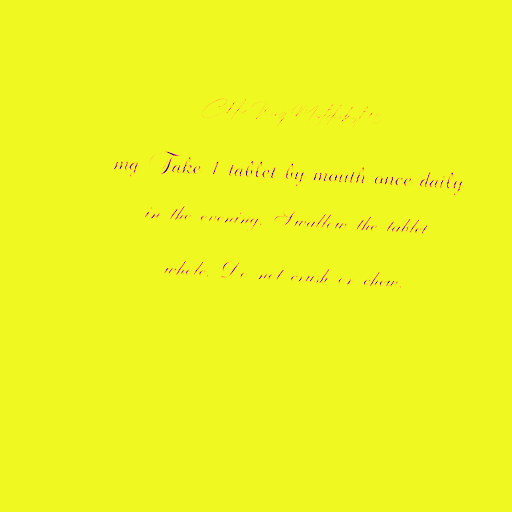 mg Take 1 tablet by mouth once daily
in the evening. Swallow the tablet
whole. Do not crush or chew.